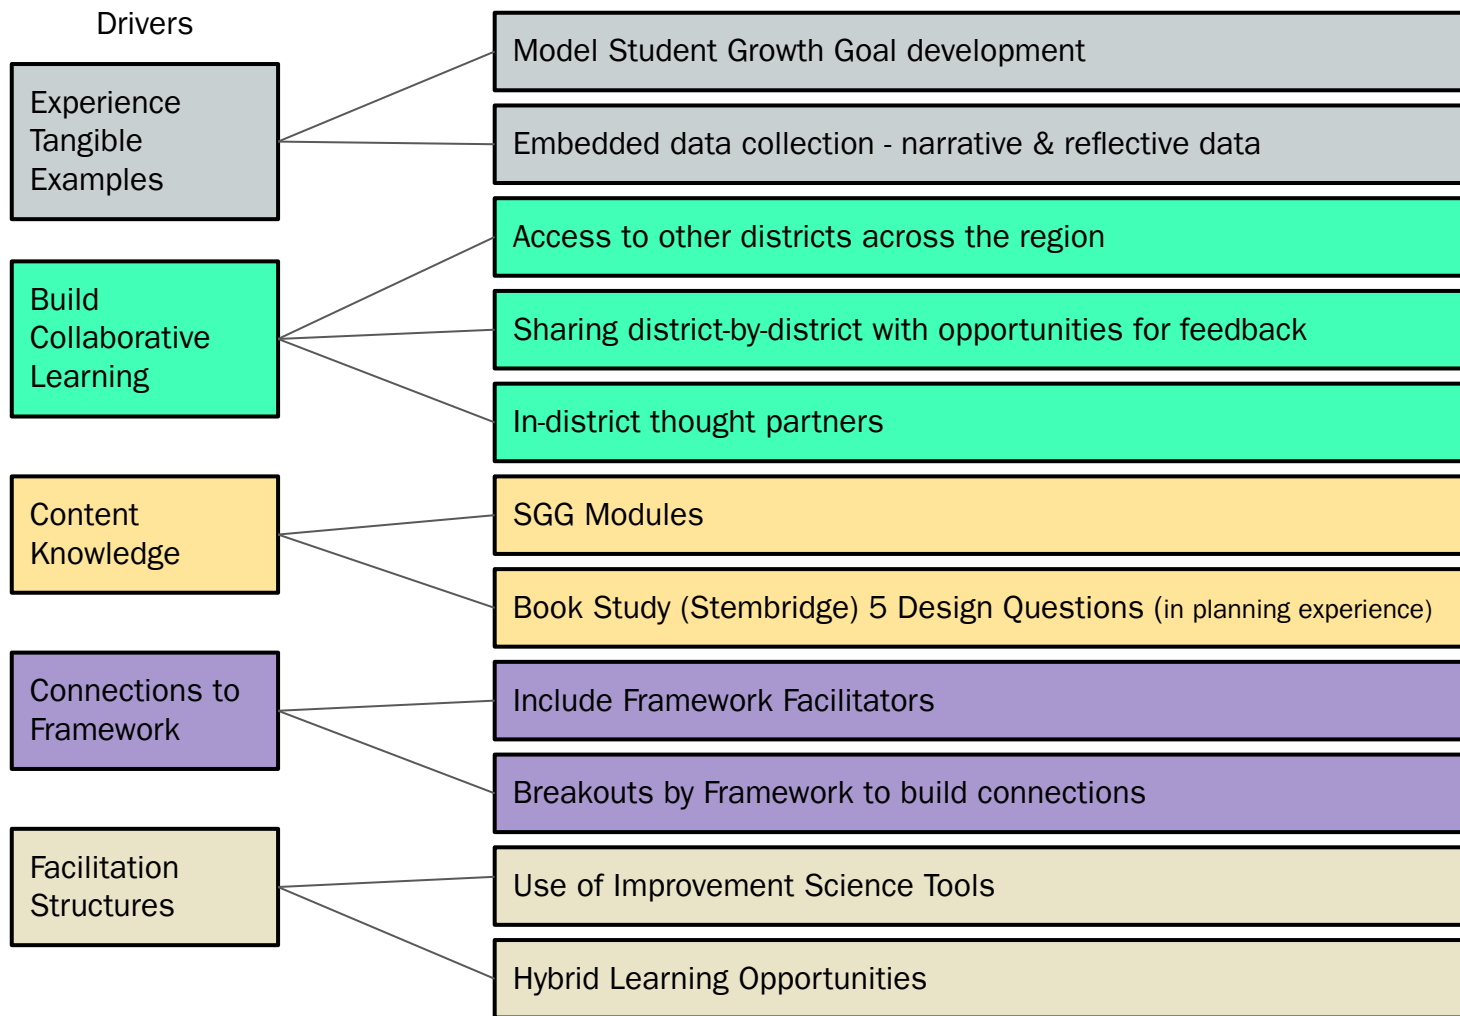 Drivers
Experience
Tangible
Examples
Model Student Growth Goal development
Embedded data collection - narrative & reflective data
Build
Collaborative
Learning
Access to other districts across the region
Sharing district-by-district with opportunities for feedback
In-district thought partners
Content
Knowledge
SGG Modules
Book Study (Stembridge) 5 Design Questions (in planning experience)
Connections to
Framework
Include Framework Facilitators
Breakouts by Framework to build connections
Facilitation
Structures
Use of Improvement Science Tools
Hybrid Learning Opportunities